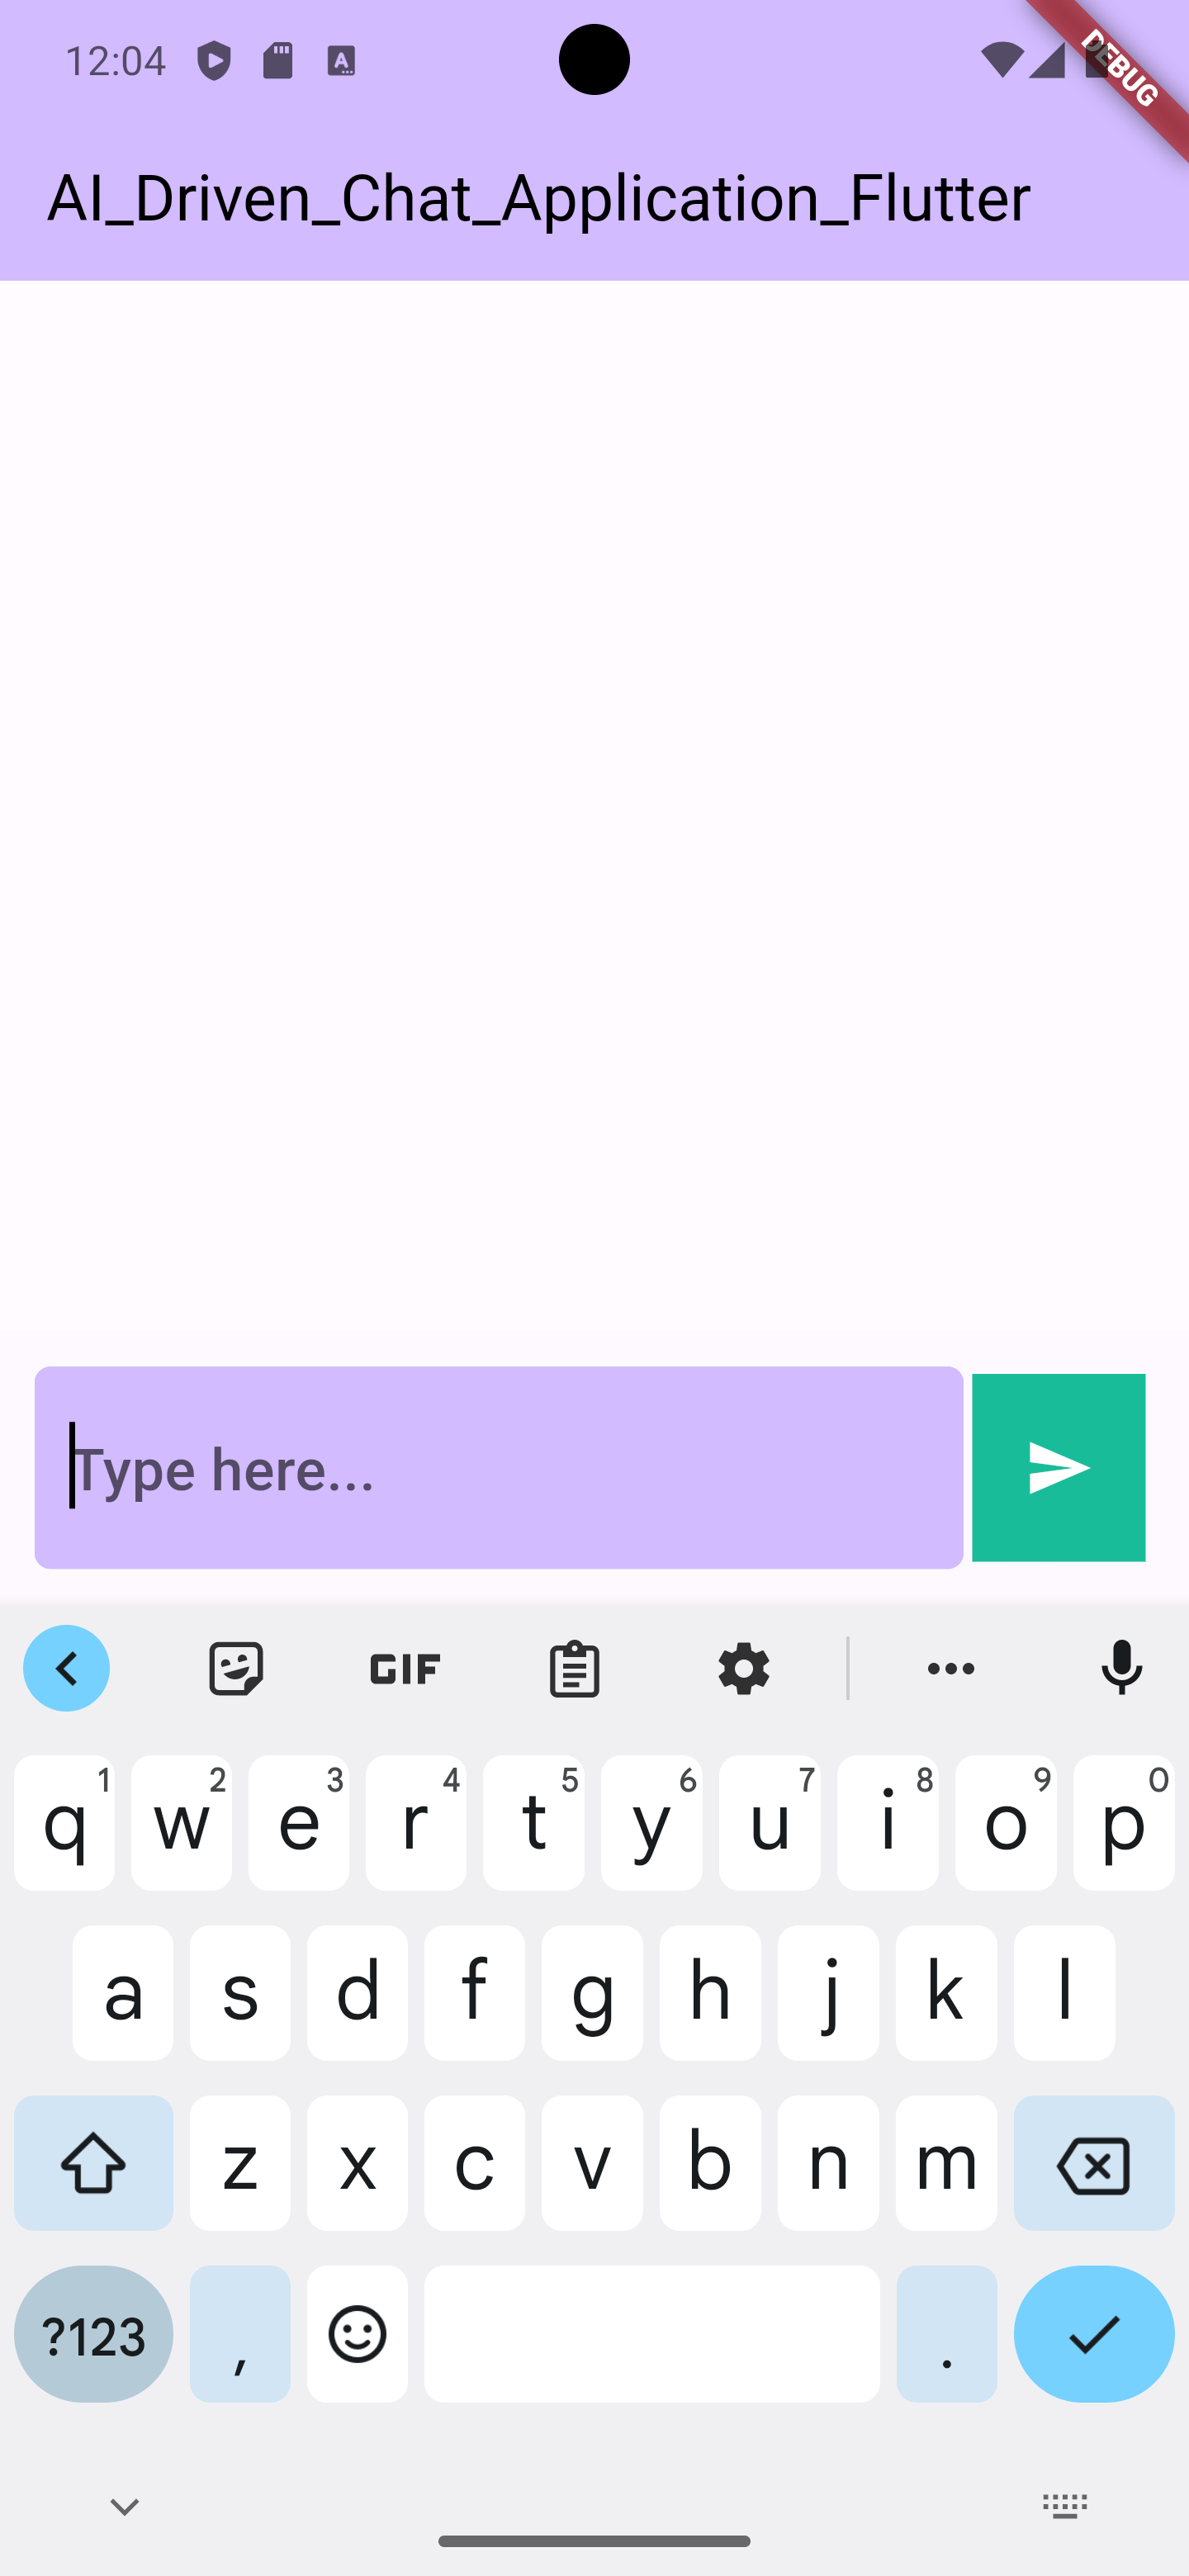 12:04
DEBUG
AI_Driven_Chat_Application_Flutter
Type here...
GIF
q 1 w 2 e 3 r 4 t 5 y 6 u 7 i 8 o 9 p 0
a s d f g h j k l
z x c v b n m
?123 , .